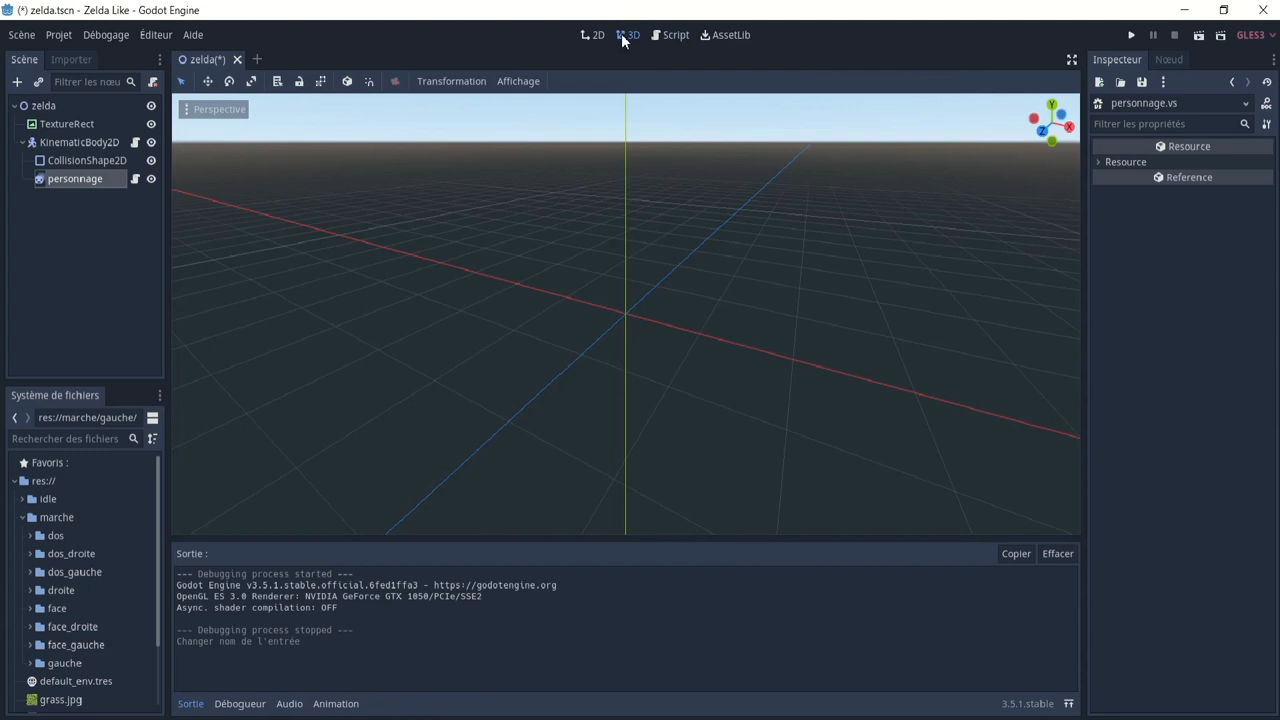 (*) zelda.tscn - Zelda Like - Godot Engine
Scène Projet Débogage Éditeur Aide
2D 3D Script AssetLib
GLES3
Scène Importer
zelda(*)
Inspecteur Nœud
Filtrer les nœu
Transformation Affichage
personnage.vs
Filtrer les propriétés
zelda
TextureRect
KinematicBody2D
CollisionShape2D
personnage
Perspective
Y
X
Z
Resource
Resource
Reference
Système de fichiers
res://marche/gauche/
Rechercher des fichiers
Favoris :
res://
idle
marche
dos
dos_droite
dos_gauche
droite
face
face_droite
face_gauche
gauche
default_env.tres
grass.jpg
Sortie :
Copier Effacer
--- Debugging process started ---
Godot Engine v3.5.1.stable.official.6fed1ffa3 - https://godotengine.org
OpenGL ES 3.0 Renderer: NVIDIA GeForce GTX 1050/PCIe/SSE2
Async. shader compilation: OFF
--- Debugging process stopped ---
Changer nom de l'entrée
Sortie Débogueur Audio Animation
3.5.1.stable